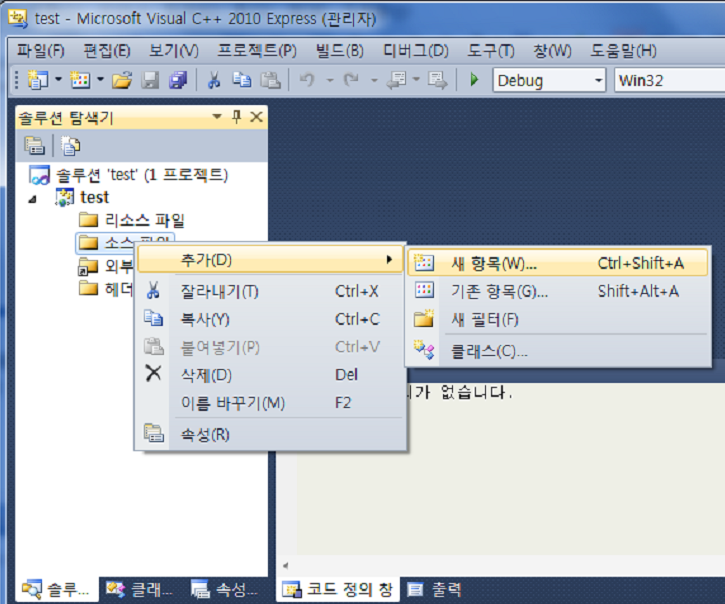 test - Microsoft Visual C++ 2010 Express (관리자)
파일(F) 편집(E) 보기(V) 프로젝트(P) 빌드(B) 디버그(D) 도구(T) 창(W) 도움말(H)
Debug Win32
솔루션 탐색기
솔루션 'test' (1 프로젝트)
test
리소스 파일
소스 파일
외부
헤더
추가(D)
잘라내기(T) Ctrl+X
복사(Y) Ctrl+C
붙여넣기(P) Ctrl+V
삭제(D) Del
이름 바꾸기(M) F2
속성(R)
새 항목(W)... Ctrl+Shift+A
기존 항목(G)... Shift+Alt+A
새 필터(F)
클래스(C)...
가 없습니다.
솔루... 클래... 속성... 코드 정의 창 출력